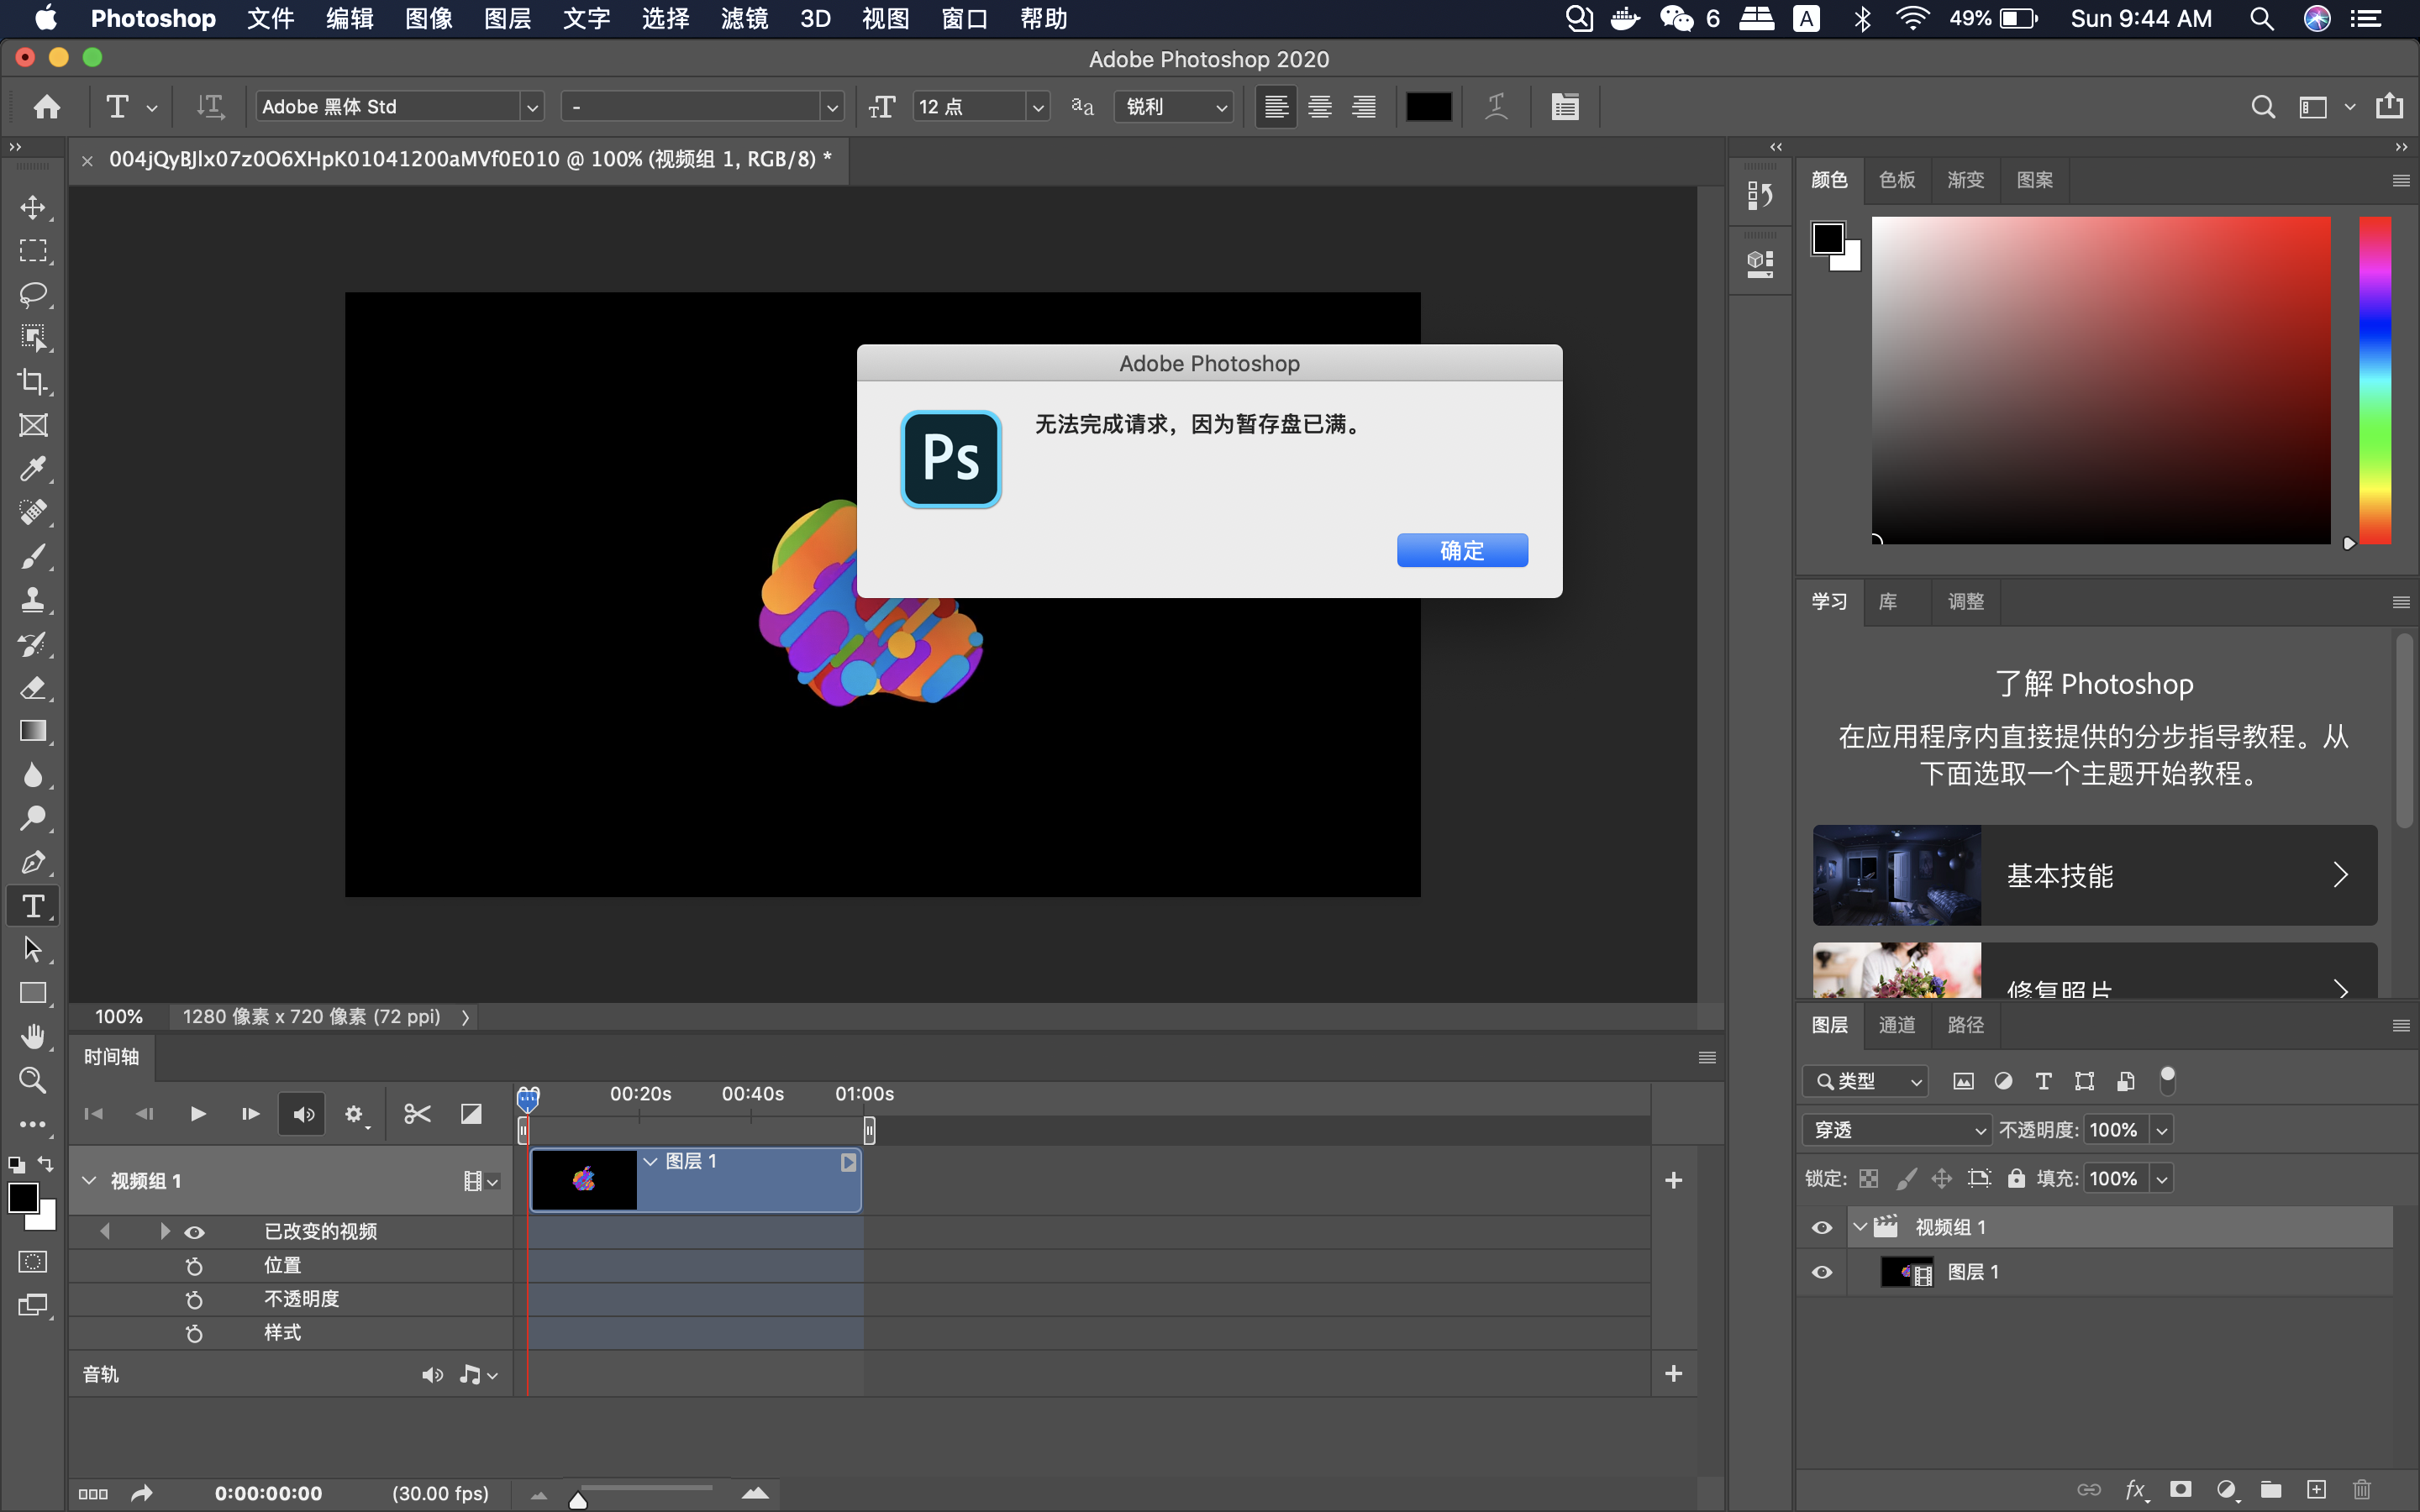 Photoshop 文件 编辑 图像 图层 文字 选择 滤镜 3D 视图 窗口 帮助 6 A 49% Sun 9:44 AM
Adobe Photoshop 2020
T Adobe 黑体 Std - 12 点 aa 锐利
004jQyBJlx07z0O6XHpK01041200aMVf0E010 @ 100% (视频组 1, RGB/8) *
颜色 色板 渐变 图案
Adobe Photoshop
Ps
无法完成请求，因为暂存盘已满。
确定
学习 库 调整
了解 Photoshop
在应用程序内直接提供的分步指导教程。从
下面选取一个主题开始教程。
基本技能
修复照片
100% 1280 像素 x 720 像素 (72 ppi)
图层 通道 路径
类型
穿透 不透明度: 100%
锁定: 填充: 100%
视频组 1
图层 1
时间轴
00 00:20s 00:40s 01:00s
视频组 1
图层 1
已改变的视频
位置
不透明度
样式
音轨
0:00:00:00 (30.00 fps)
fx